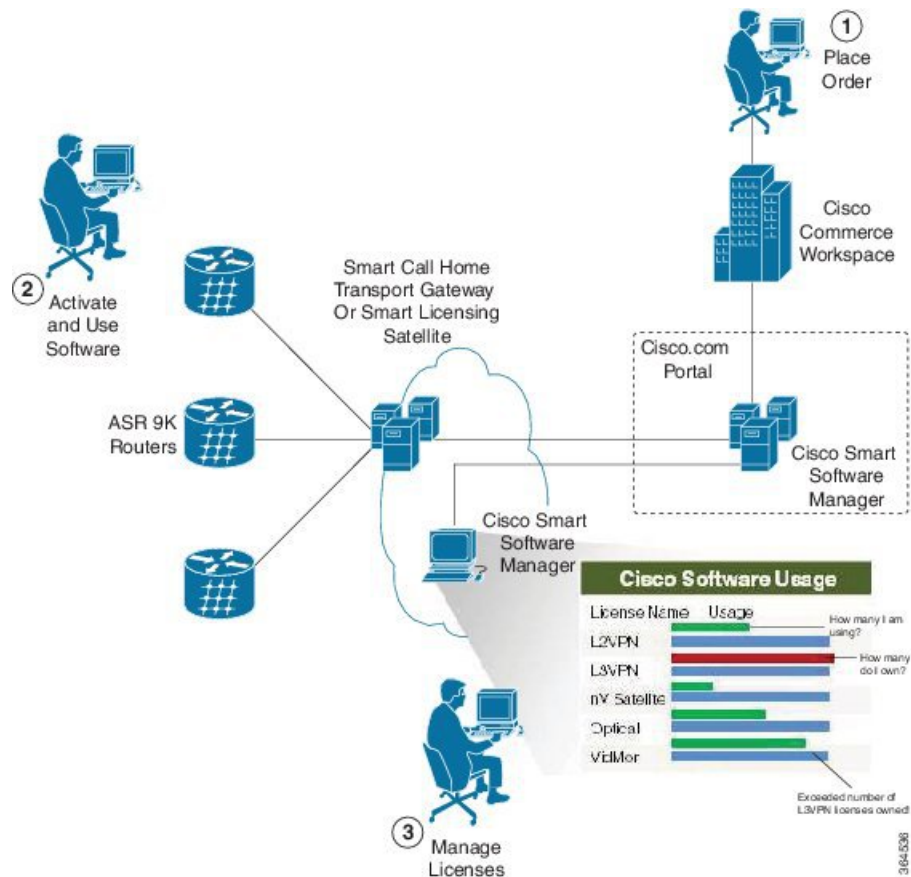 1
Place
Order
Cisco
Commerce
Workspace
2
Activate
and Use
Software
Smart Call Home
Transport Gateway
Or Smart Licensing
Satellite
Cisco.com
Portal
ASR 9K
Routers
Cisco Smart
Software
Manager
Cisco Smart
Software
Manager
Cisco Software Usage
License Name Usage
How many I am
using?
L2VPN
How many
do I own?
L3VPN
nV Satellite
Optical
VidMon
Exceeded number of
L3VPN licenses owned!
3
Manage
Licenses
364536